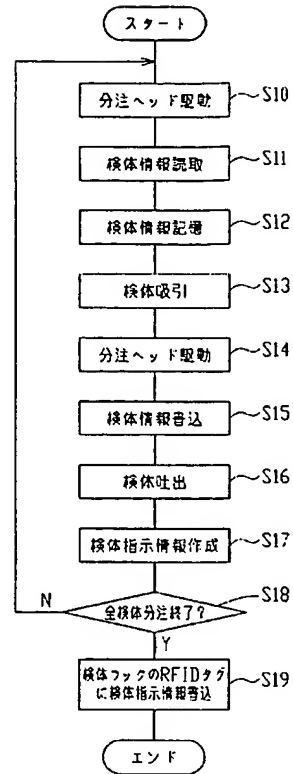 スタート
分注ヘッド駆動
S10
検体情報読取
S11
検体情報記憶
S12
検体吸引
S13
分注ヘッド駆動
S14
検体情報書込
S15
検体吐出
S16
検体指示情報作成
S17
全検体分注終了?
S18
N
Y
検体ラックのRFIDタグ
に検体指示情報書込
S19
エンド